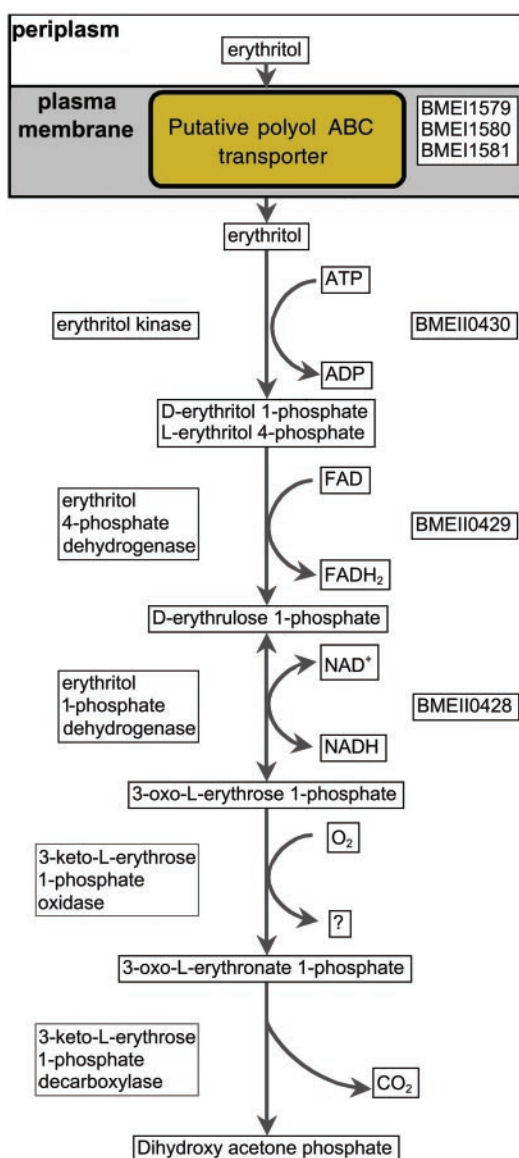 periplasm
erythritol
plasma
membrane
Putative polyol ABC
transporter
BMEI1579
BMEI1580
BMEI1581
erythritol
ATP
erythritol kinase
BMEII0430
ADP
D-erythritol 1-phosphate
L-erythritol 4-phosphate
FAD
erythritol
4-phosphate
dehydrogenase
BMEII0429
FADH₂
D-erythrulose 1-phosphate
NAD⁺
erythritol
1-phosphate
dehydrogenase
BMEII0428
NADH
3-oxo-L-erythrose 1-phosphate
O₂
3-keto-L-erythrose
1-phosphate
oxidase
?
3-oxo-L-erythronate 1-phosphate
3-keto-L-erythrose
1-phosphate
decarboxylase
CO₂
Dihydroxy acetone phosphate